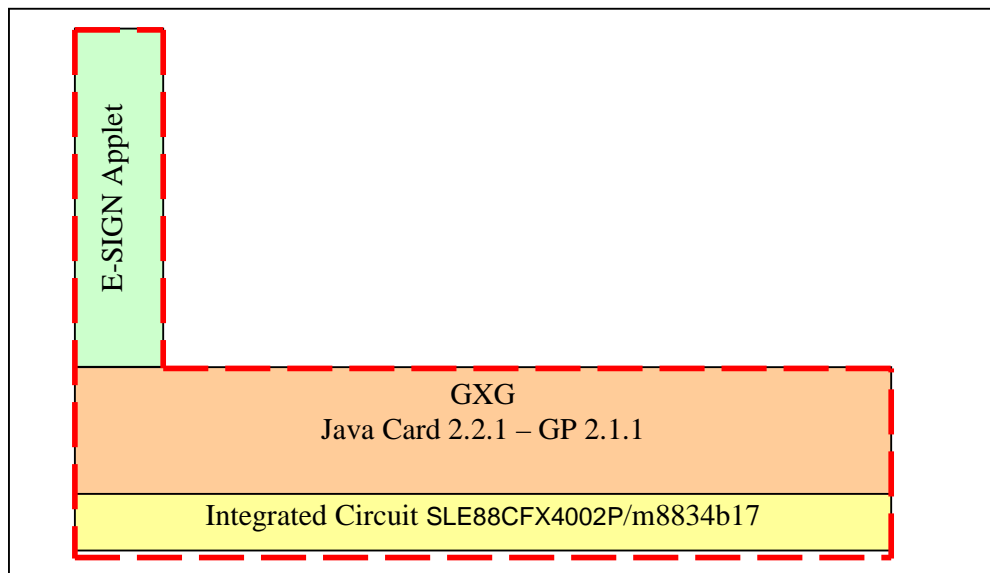 E-SIGN Applet
GXG
Java Card 2.2.1 – GP 2.1.1
Integrated Circuit SLE88CFX4002P/m8834b17